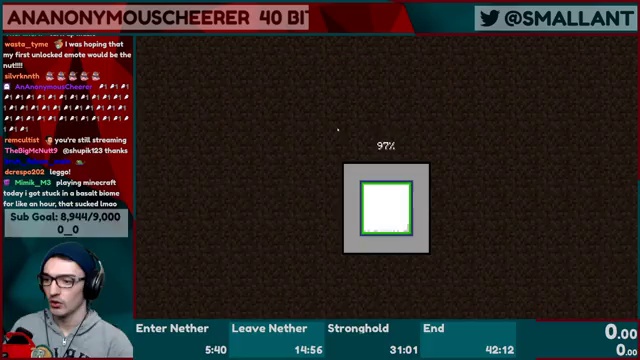 ANANONYMOUSCHEERER 40 BIT
@SMALLANT
wasta_tyme I was hoping that
my first unlocked emote would be the
nut!!!!
silvrknnth
AnAnonymousCheerer
remcultist you're still streaming
TheBigMcNutt9 @shupik123 thanks
dcrespo202 leggo!
Mimik_M3 playing minecraft
today i got stuck in a basalt biome
for like an hour, that sucked lmao
Sub Goal: 8,944/9,000
0_0
97%
Enter Nether Leave Nether Stronghold End
5:40 14:56 31:01 42:12
0.00
0.00